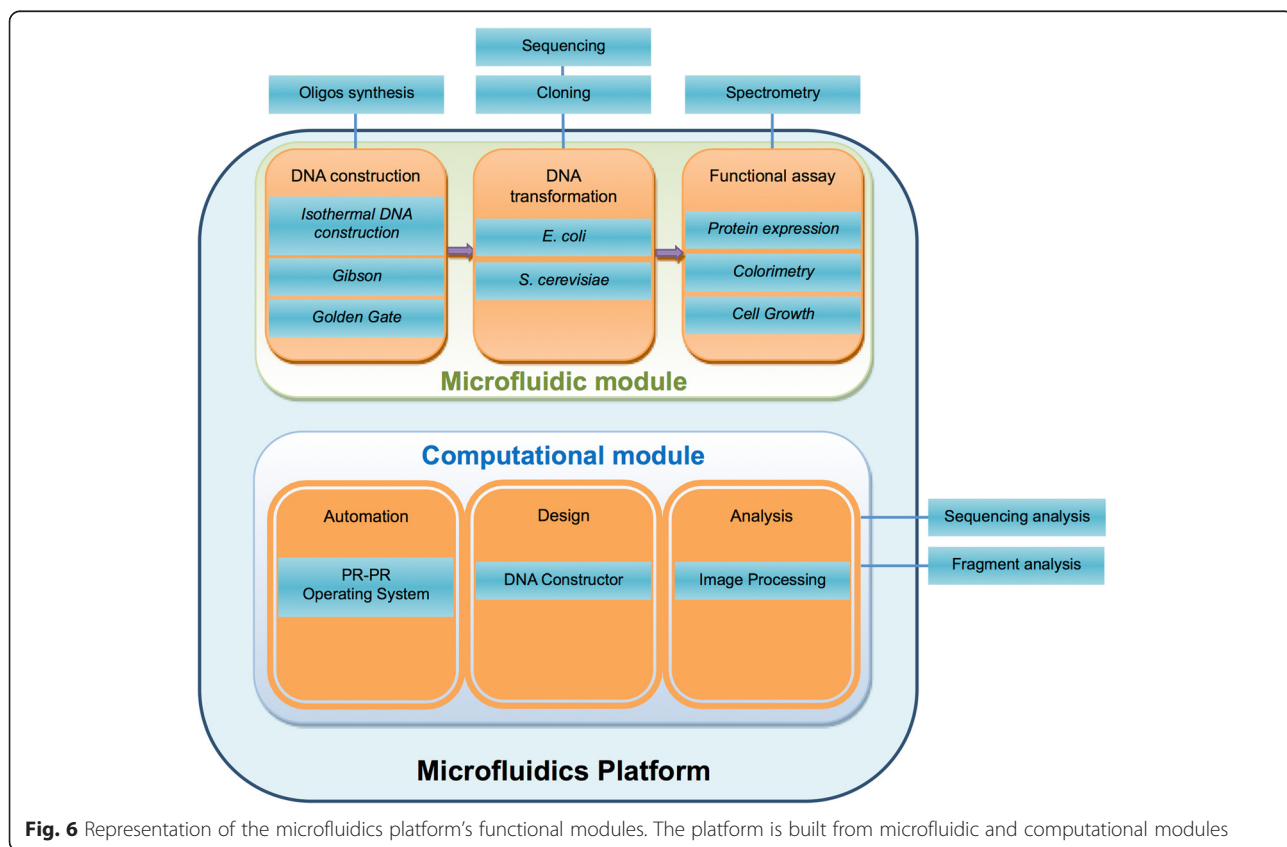 Sequencing
Oligos synthesis
Cloning
Spectrometry
DNA construction
Isothermal DNA
construction
Gibson
Golden Gate
DNA
transformation
E. coli
S. cerevisiae
Functional assay
Protein expression
Colorimetry
Cell Growth
Microfluidic module
Computational module
Automation
PR-PR
Operating System
Design
DNA Constructor
Analysis
Image Processing
Sequencing analysis
Fragment analysis
Microfluidics Platform
Fig. 6 Representation of the microfluidics platform's functional modules. The platform is built from microfluidic and computational modules